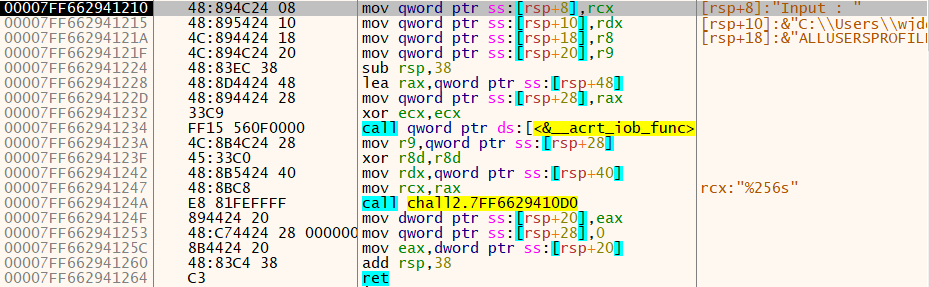 00007FF662941210 48:894C24 08 mov qword ptr ss:[rsp+8],rcx [rsp+8]:"Input : "
00007FF662941215 48:895424 10 mov qword ptr ss:[rsp+10],rdx [rsp+10]:&"C:\\Users\\wjdd
00007FF66294121A 4C:894424 18 mov qword ptr ss:[rsp+18],r8 [rsp+18]:&"ALLUSERSPROFILE
00007FF66294121F 4C:894C24 20 mov qword ptr ss:[rsp+20],r9
00007FF662941224 48:83EC 38 sub rsp,38
00007FF662941228 48:8D4424 48 lea rax,qword ptr ss:[rsp+48]
00007FF66294122D 48:894424 28 mov qword ptr ss:[rsp+28],rax
00007FF662941232 33C9 xor ecx,ecx
00007FF662941234 FF15 560F0000 call qword ptr ds:[<&__acrt_iob_func>
00007FF66294123A 4C:8B4C24 28 mov r9,qword ptr ss:[rsp+28]
00007FF66294123F 45:33C0 xor r8d,r8d
00007FF662941242 48:8B5424 40 mov rdx,qword ptr ss:[rsp+40]
00007FF662941247 48:8BC8 mov rcx,rax rcx:"%256s"
00007FF66294124A E8 81FEFFFF call chall2.7FF6629410D0
00007FF66294124F 894424 20 mov dword ptr ss:[rsp+20],eax
00007FF662941253 48:C74424 28 000000 mov qword ptr ss:[rsp+28],0
00007FF66294125C 8B4424 20 mov eax,dword ptr ss:[rsp+20]
00007FF662941260 48:83C4 38 add rsp,38
00007FF662941264 C3 ret